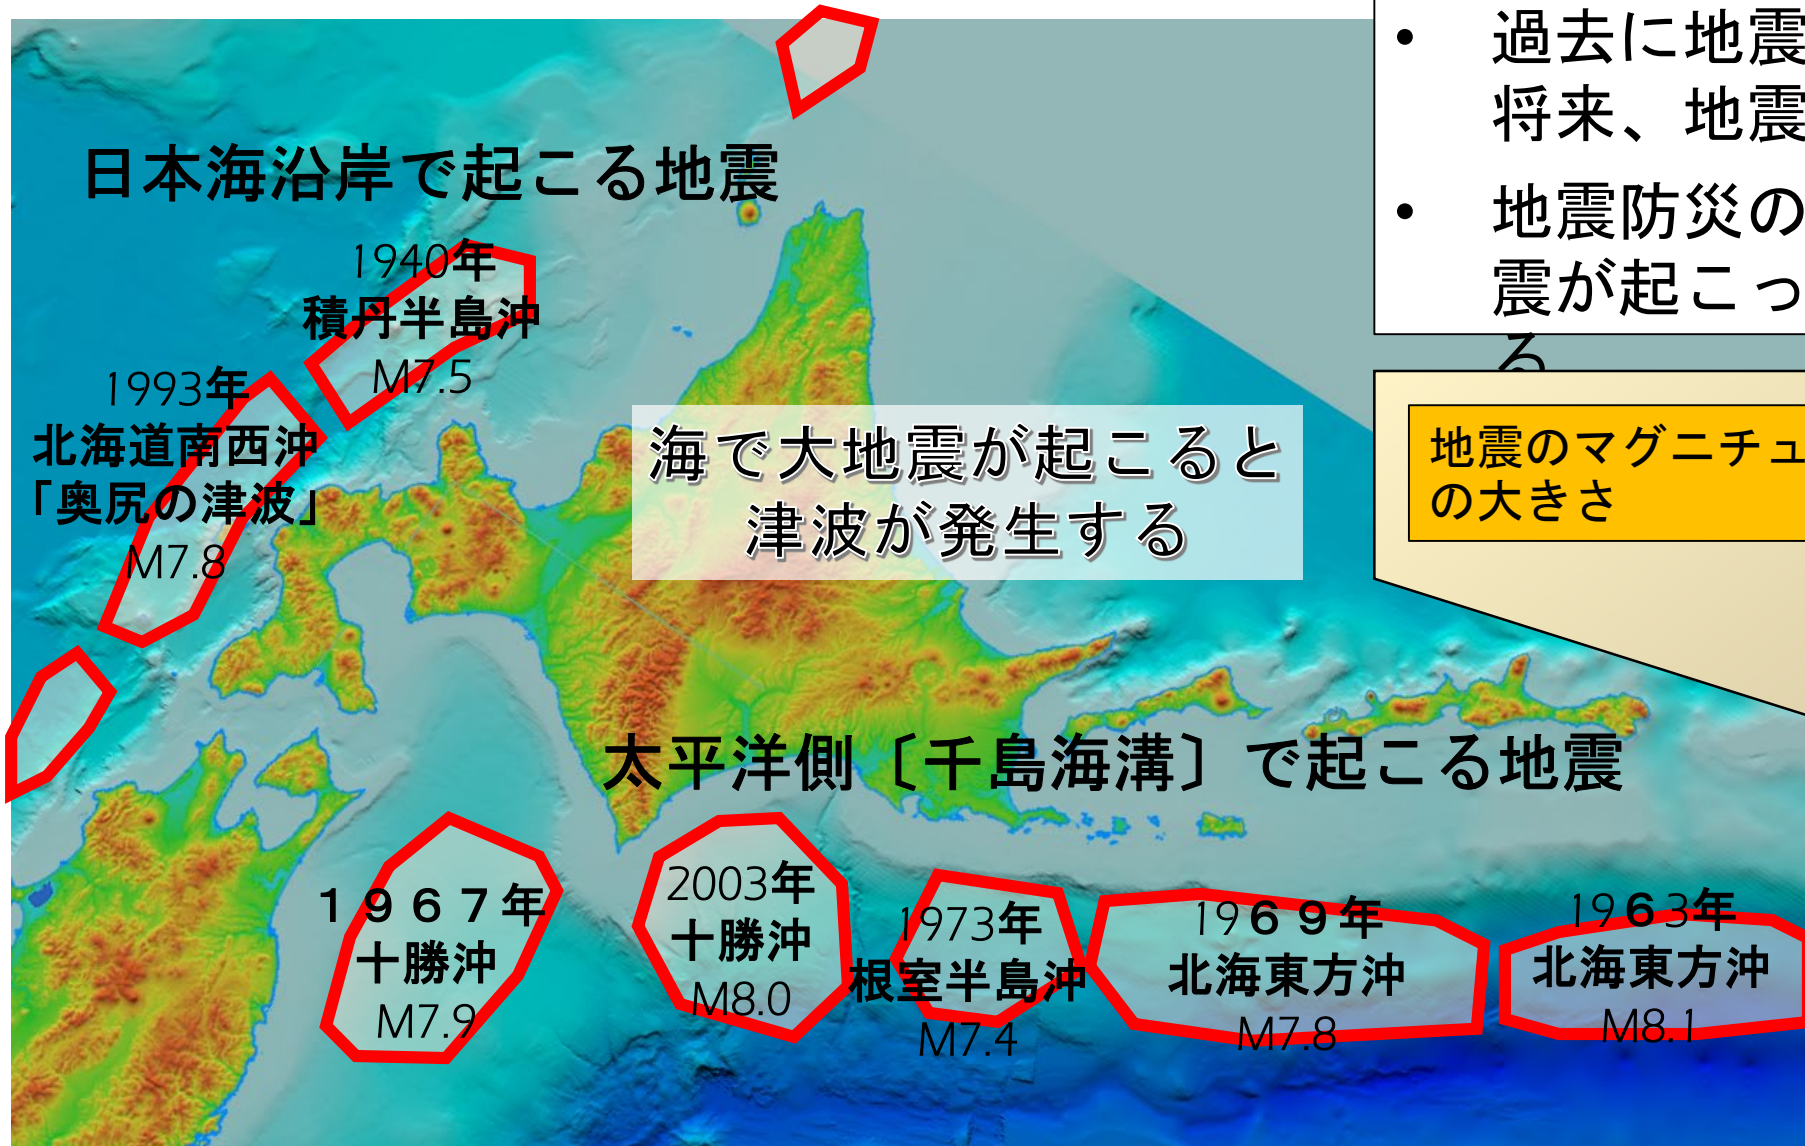 日本海沿岸で起こる地震
1940年
積丹半島沖
M7.5
1993年
北海道南西沖
「奥尻の津波」
M7.8
海で大地震が起こると
津波が発生する
太平洋側〔千島海溝〕で起こる地震
１９６７年
十勝沖
M7.9
2003年
十勝沖
M8.0
1973年
根室半島沖
M7.4
19６９年
北海東方沖
M7.8
19６３年
北海東方沖
M8.1
• 過去に地震
将来、地震
• 地震防災の
震が起こっ
る
地震のマグニチュ
の大きさ